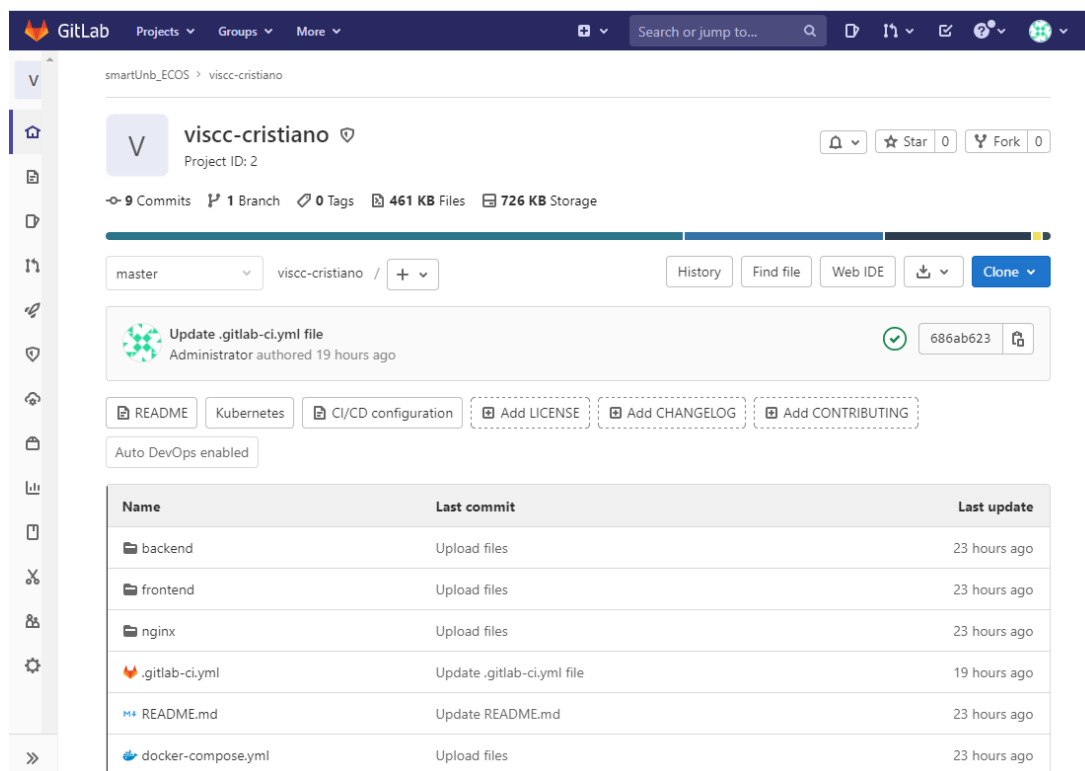 GitLab Projects Groups More Search or jump to...
V
smartUnb_ECOS > viscc-cristiano
V
viscc-cristiano
Project ID: 2
Star 0 Fork 0
9 Commits 1 Branch 0 Tags 461 KB Files 726 KB Storage
master viscc-cristiano / + History Find file Web IDE Clone
Update .gitlab-ci.yml file
Administrator authored 19 hours ago
686ab623
README Kubernetes CI/CD configuration Add LICENSE Add CHANGELOG Add CONTRIBUTING
Auto DevOps enabled
Name Last commit Last update
backend Upload files 23 hours ago
frontend Upload files 23 hours ago
nginx Upload files 23 hours ago
.gitlab-ci.yml Update .gitlab-ci.yml file 19 hours ago
README.md Update README.md 23 hours ago
docker-compose.yml Upload files 23 hours ago